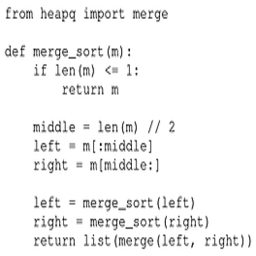 from heapq import merge

def merge_sort(m):
    if len(m) <= 1:
        return m

    middle = len(m) // 2
    left = m[:middle]
    right = m[middle:]

    left = merge_sort(left)
    right = merge_sort(right)
    return list(merge(left, right))